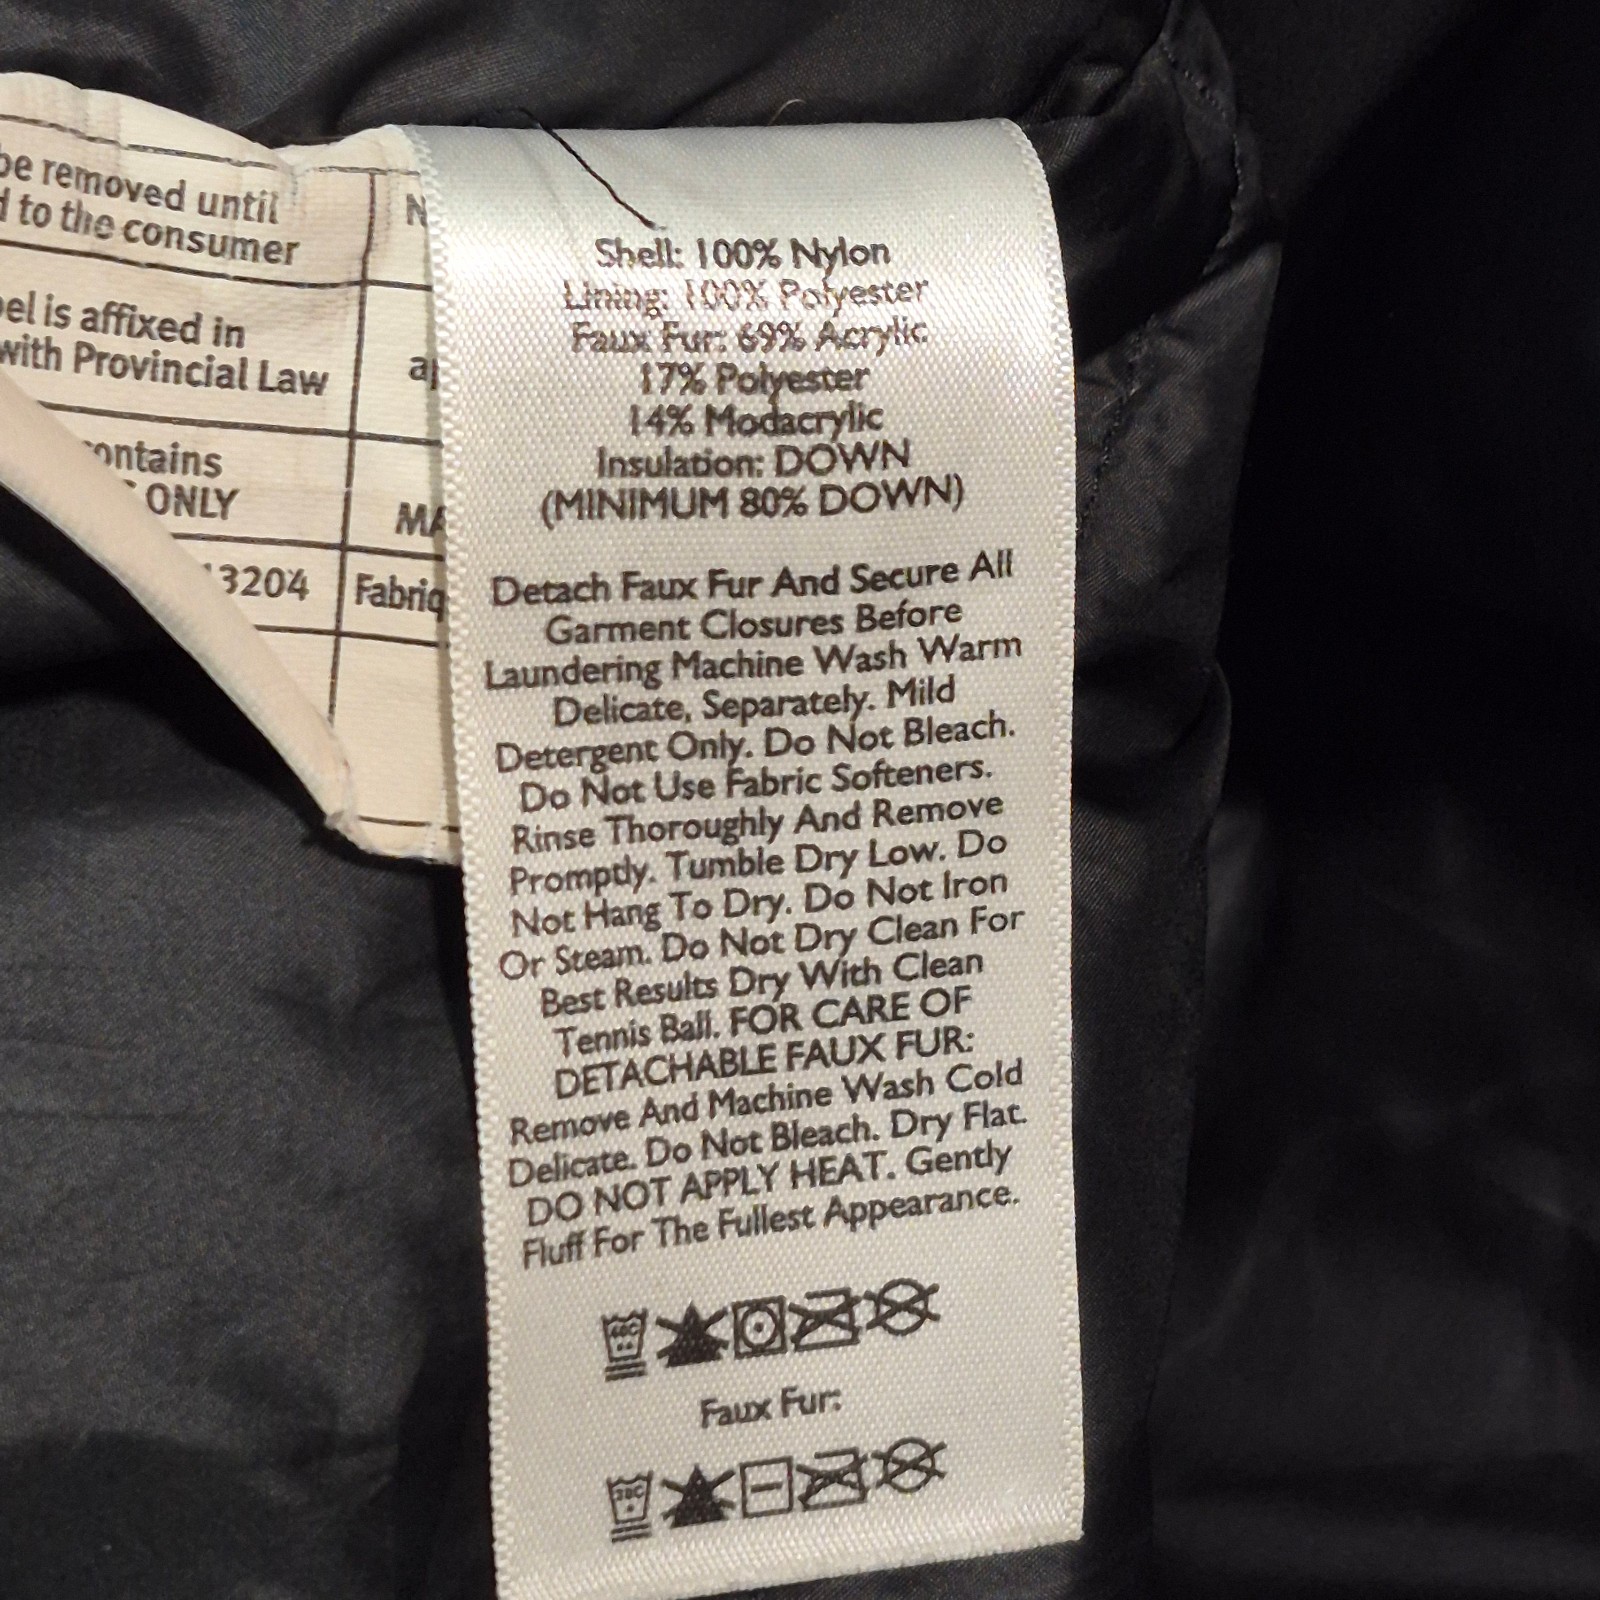 be removed until
to the consumer
is affixed in
with Provincial Law
ONLY
13204
Fabriq
Shell: 100% Nylon
Lining: 100% Polyester
Faux Fur: 69% Acrylic
17% Polyester
14% Modacrylic
Insulation: DOWN
(MINIMUM 80% DOWN)
Detach Faux Fur And Secure All
Garment Closures Before
Laundering Machine Wash Warm
Delicate, Separately. Mild
Detergent Only. Do Not Bleach.
Do Not Use Fabric Softeners.
Rinse Thoroughly And Remove
Promptly. Tumble Dry Low. Do
Not Hang To Dry. Do Not Iron
Or Steam. Do Not Dry Clean For
Best Results Dry With Clean
Tennis Ball. FOR CARE OF
DETACHABLE FAUX FUR:
Remove And Machine Wash Cold
Delicate. Do Not Bleach. Dry Flat.
DO NOT APPLY HEAT. Gently
Fluff For The Fullest Appearance.
40C
Faux Fur:
30C